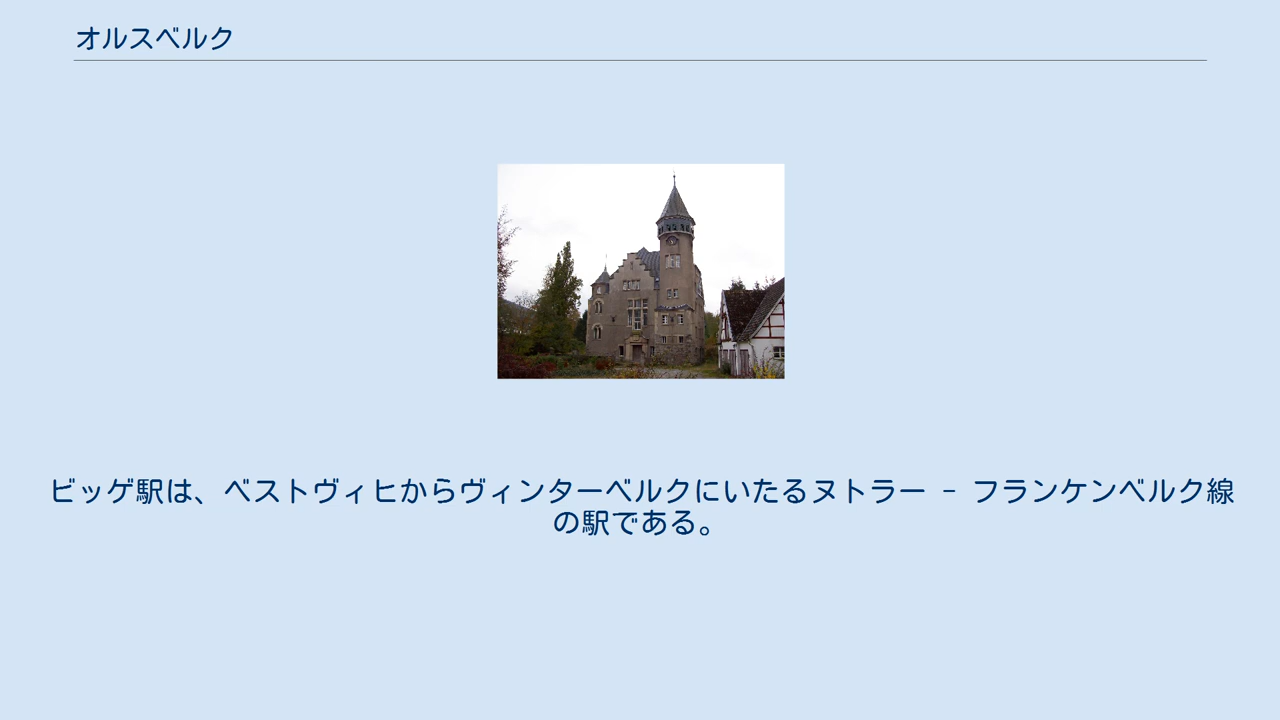 オルスベルク
ビッゲ駅は、ベストヴィヒからヴィンターベルクにいたるヌトラー - フランケンベルク線
の駅である。